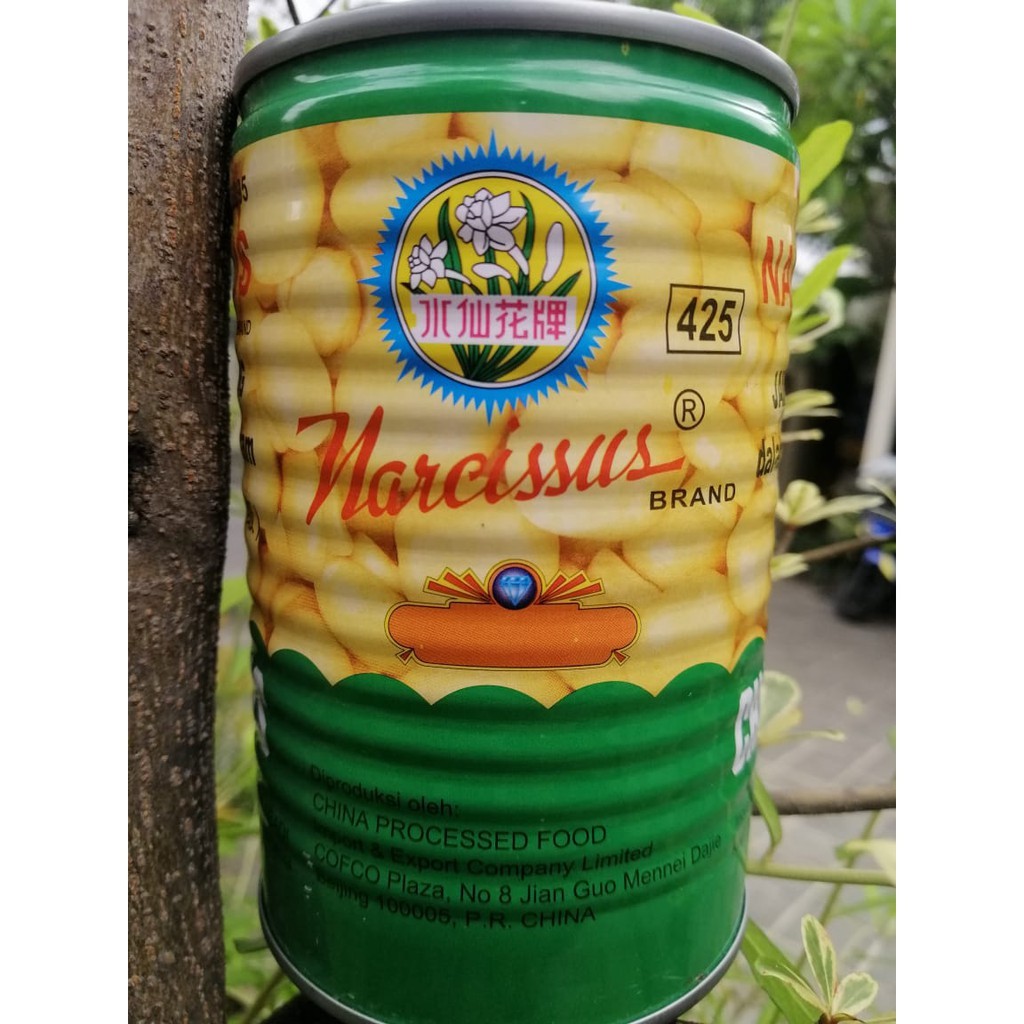 水仙花牌
425
Narcissus
®
BRAND
Diproduksi oleh:
CHINA PROCESSED FOOD
Import & Export Company Limited
COFCO Plaza, No 8 Jian Guo Mennei Dajie
Beijing 100005, P.R. CHINA